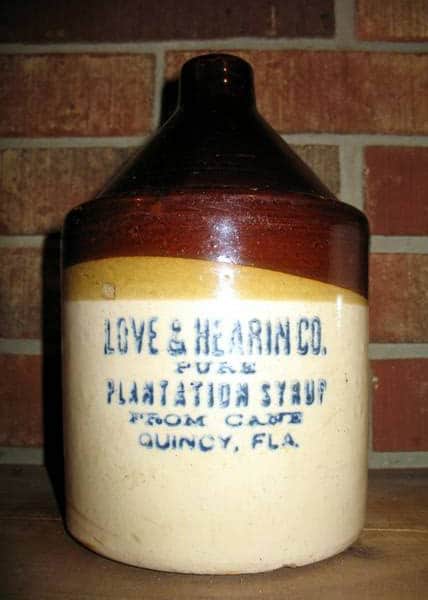 LOVE & HEARIN CO.
PURE
PLANTATION SYRUP
FROM CANE
QUINCY, FLA.